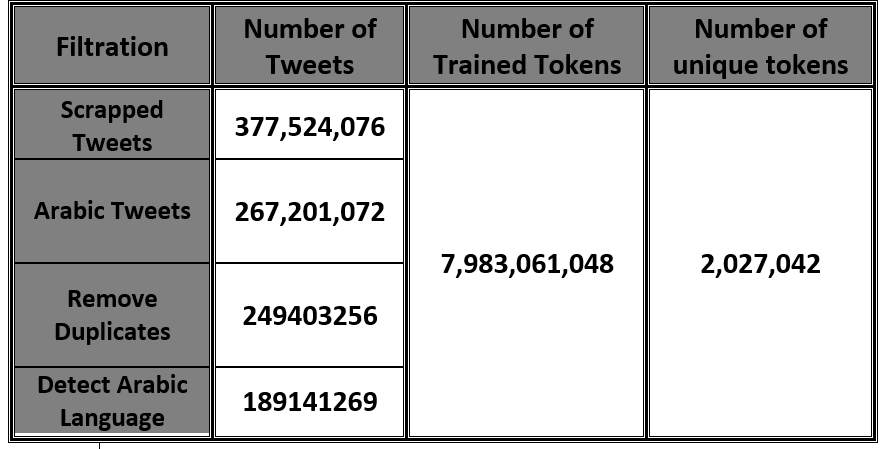 Filtration
Number of
Tweets
Number of
Trained Tokens
Number of
unique tokens
Scrapped
Tweets
377,524,076
Arabic Tweets
267,201,072
7,983,061,048
2,027,042
Remove
Duplicates
249403256
Detect Arabic
Language
189141269